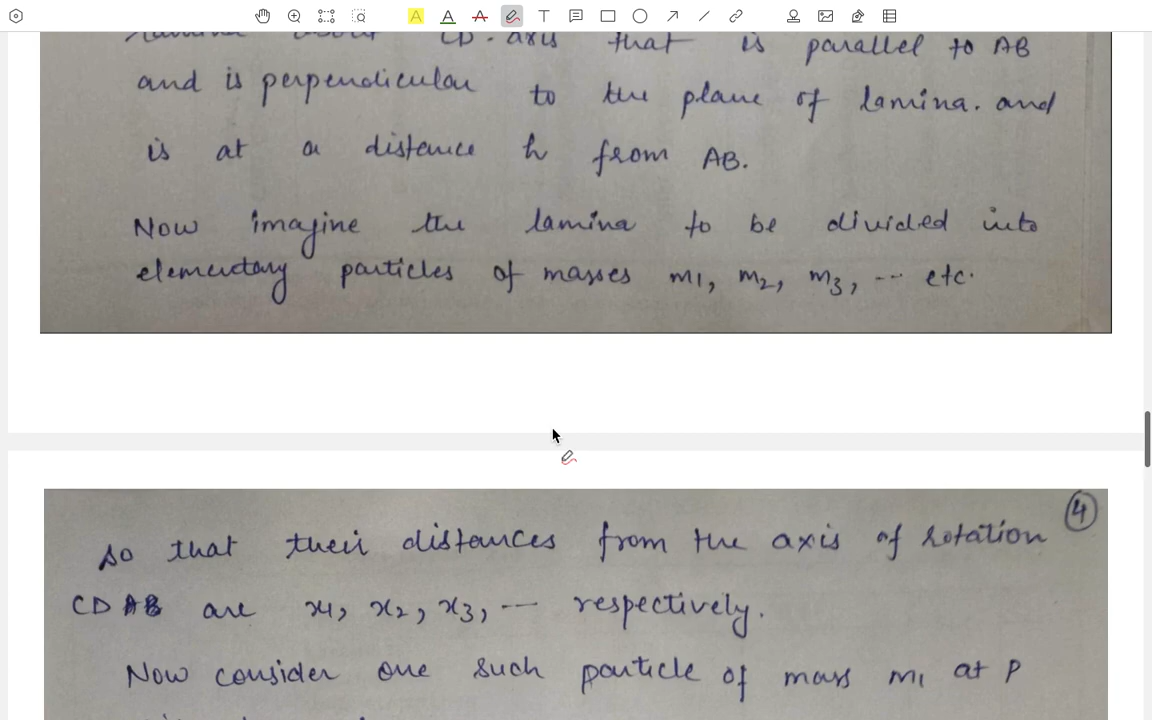 lamina about CD-axis that is parallel to AB
and is perpendicular to the plane of lamina. and
is at a distance h from AB.
Now imagine the lamina to be divided into
elementary particles of masses m1, m2, m3, -- etc.
4
so that their distances from the axis of rotation
CD AB are x1, x2, x3, -- respectively.
Now consider one such particle of mass m1 at P